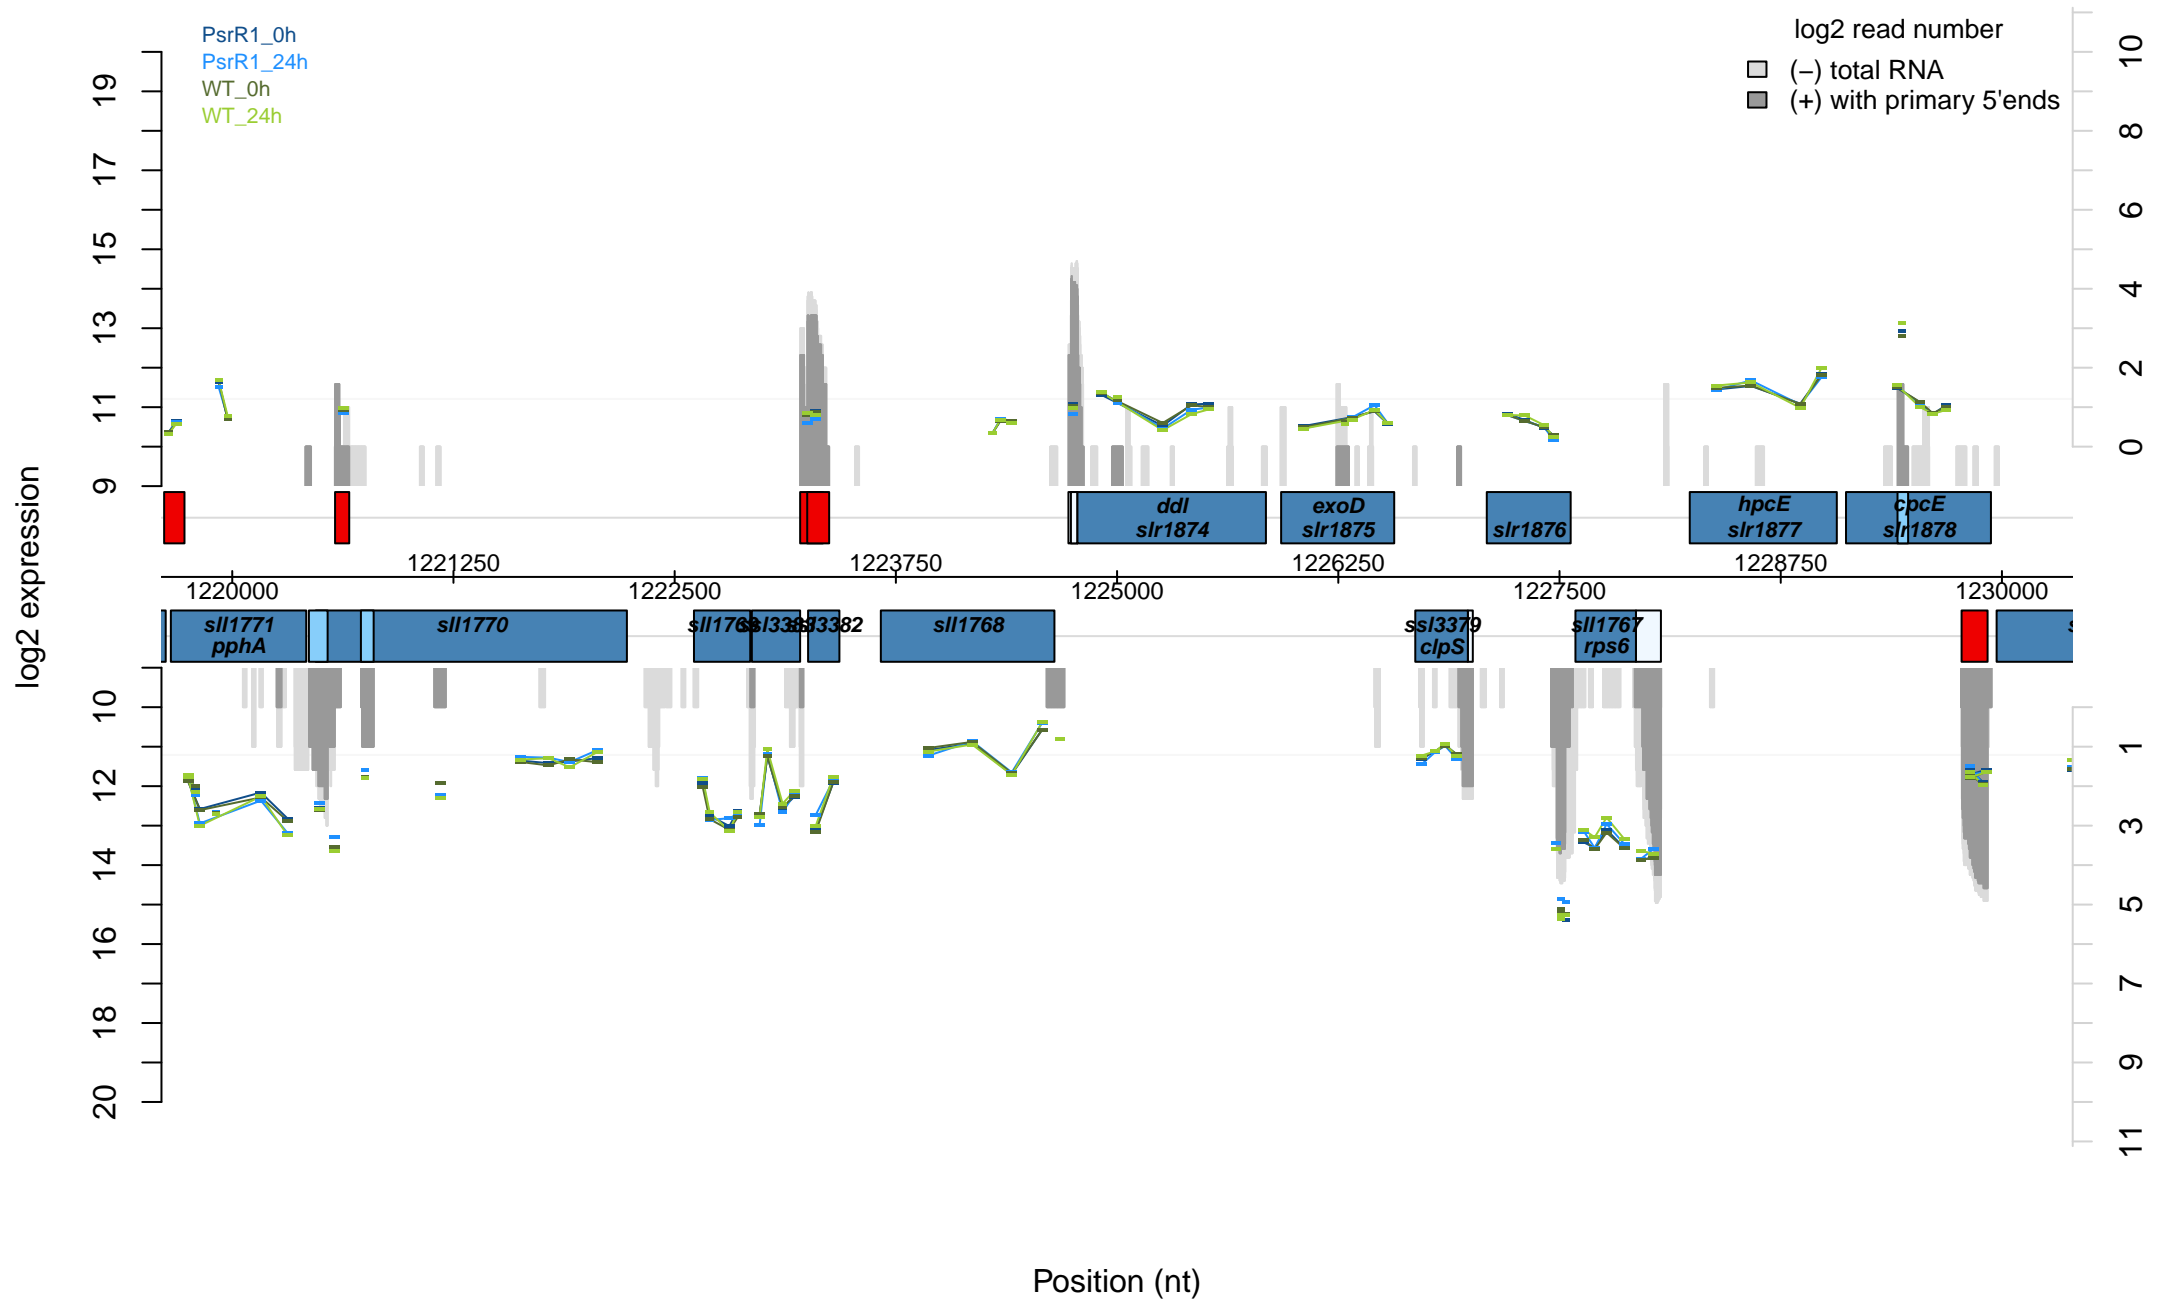 PsrR1_0h
PsrR1_24h
WT_0h
WT_24h
log2 read number
(−) total RNA
(+) with primary 5'ends
19
17
15
13
11
9
10
8
6
4
2
0
log2 expression
ddl
slr1874
exoD
slr1875
slr1876
hpcE
slr1877
cpcE
slr1878
1221250
1223750
1226250
1228750
1220000
1222500
1225000
1227500
1230000
sll1771
pphA
sll1770
sll1769
ssl3383
ssl3382
sll1768
ssl3379
clpS
sll1767
rps6
10
12
14
16
18
20
1
3
5
7
9
11
Position (nt)